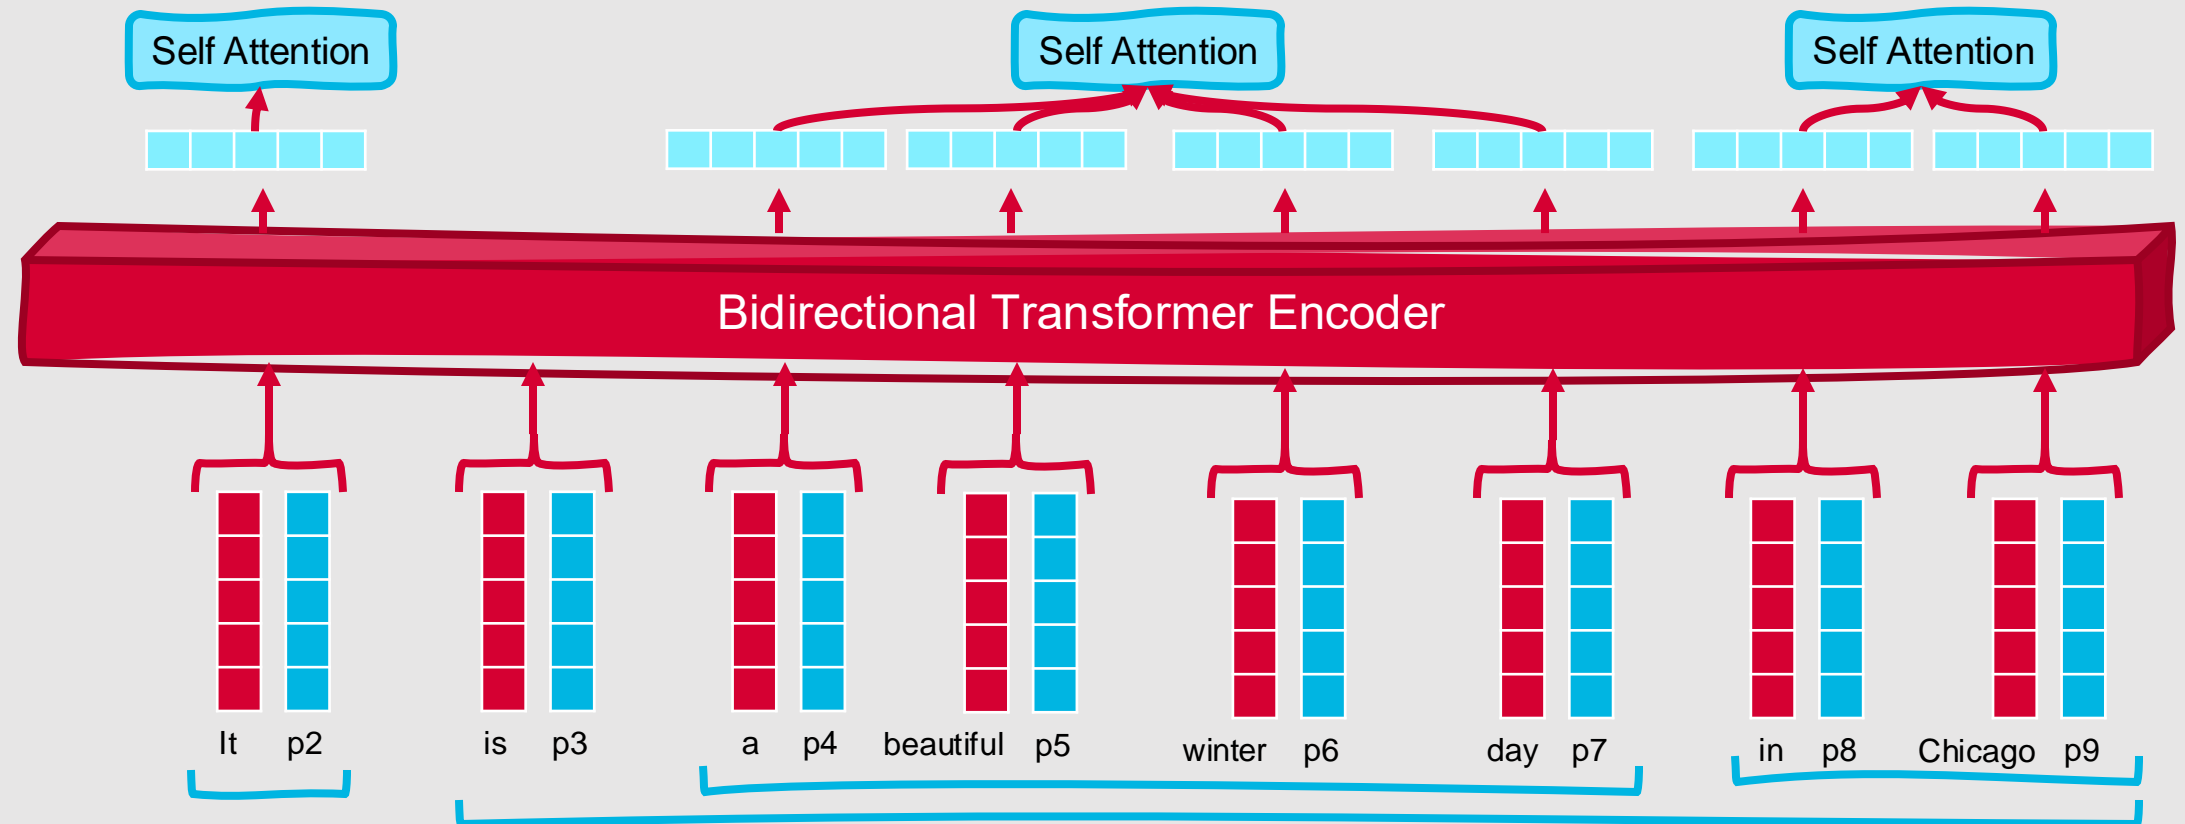 Self Attention Self Attention Self Attention
Bidirectional Transformer Encoder
It p2 is p3 a p4 beautiful p5 winter p6 day p7 in p8 Chicago p9